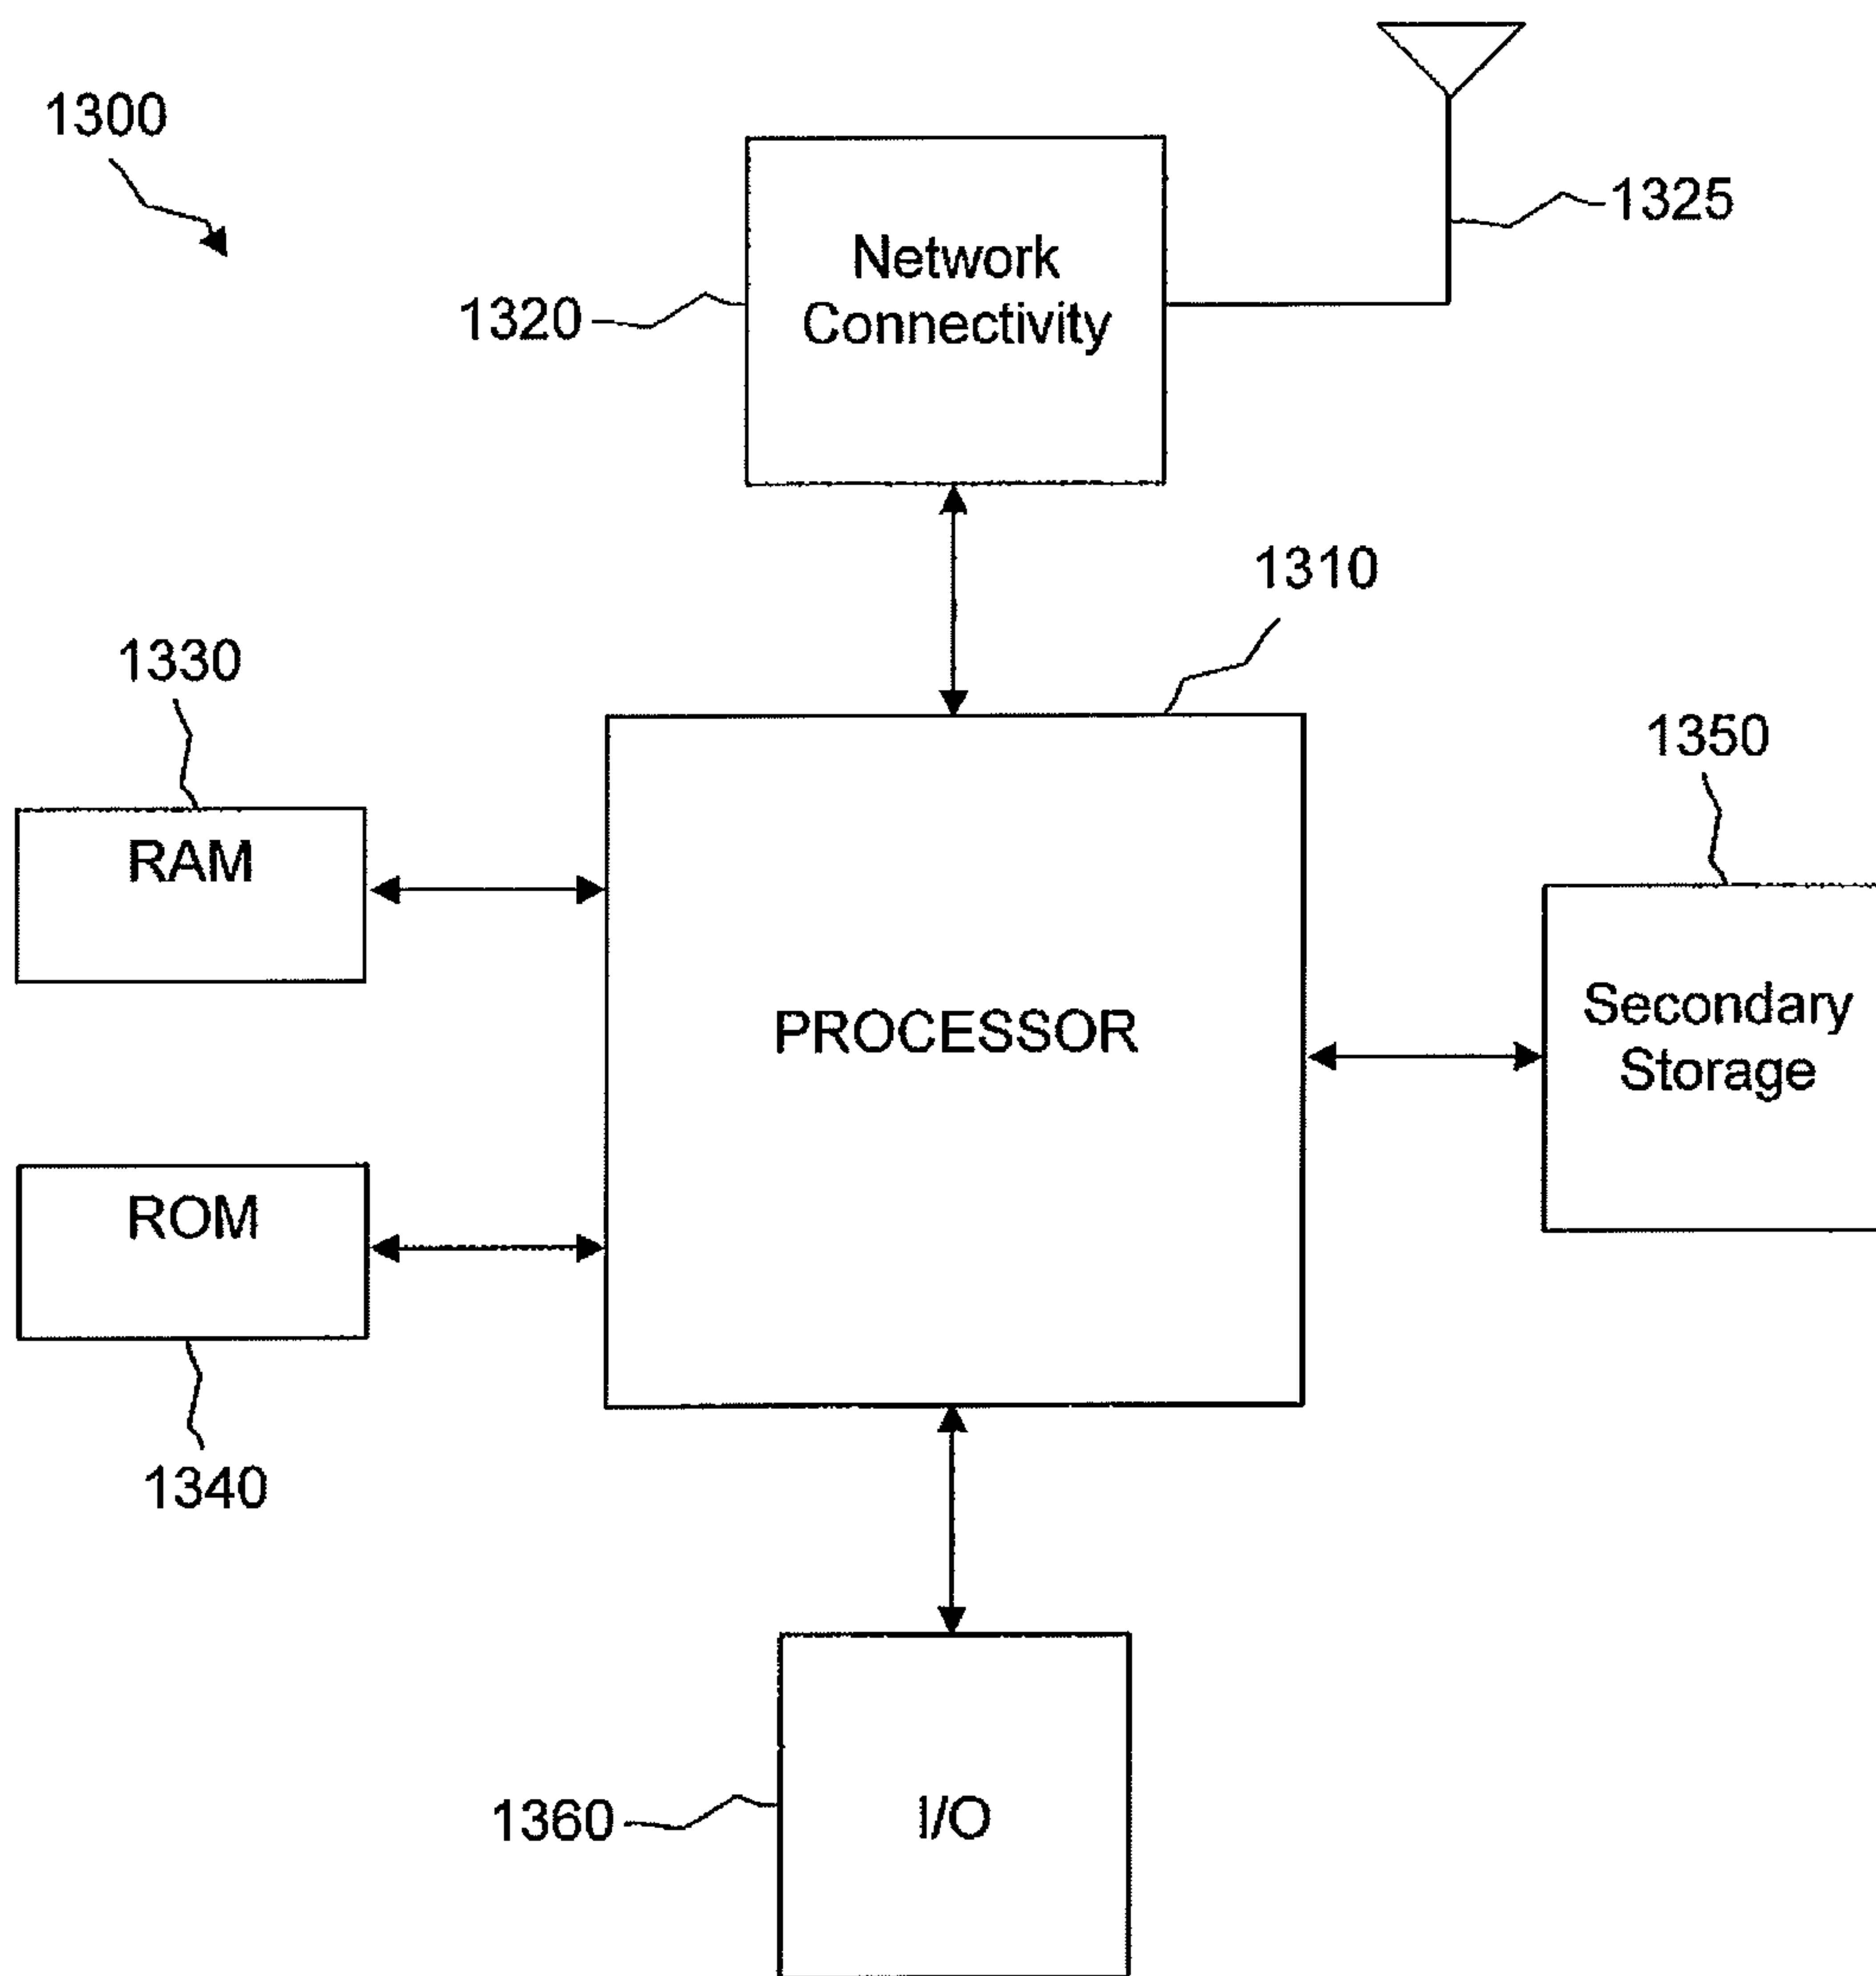 1300
1325
Network
1320
Connectivity
1310
1330
1350
RAM
Secondary
PROCESSOR
Storage
ROM
1340
1360
I/O